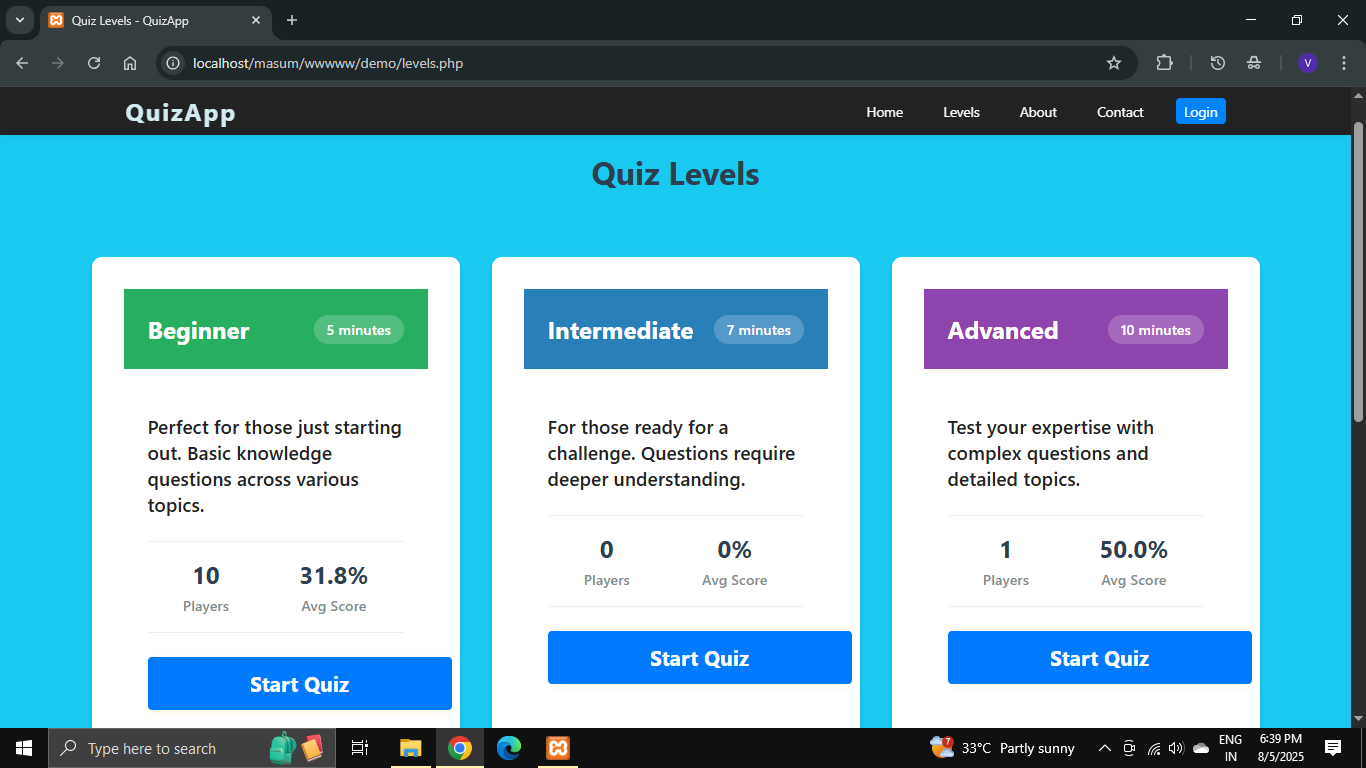 Quiz Levels - QuizApp
localhost/masum/wwwww/demo/levels.php
V
QuizApp
Home
Levels
About
Contact
Login
Quiz Levels
Beginner
5 minutes
Perfect for those just starting
out. Basic knowledge
questions across various
topics.
10
31.8%
Players
Avg Score
Start Quiz
Intermediate
7 minutes
For those ready for a
challenge. Questions require
deeper understanding.
0
0%
Players
Avg Score
Start Quiz
Advanced
10 minutes
Test your expertise with
complex questions and
detailed topics.
1
50.0%
Players
Avg Score
Start Quiz
Type here to search
7
33°C Partly sunny
ENG
IN
6:39 PM
8/5/2025